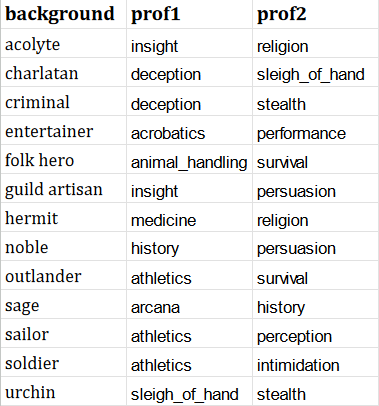 background prof1 prof2
acolyte insight religion
charlatan deception sleigh_of_hand
criminal deception stealth
entertainer acrobatics performance
folk hero animal_handling survival
guild artisan insight persuasion
hermit medicine religion
noble history persuasion
outlander athletics survival
sage arcana history
sailor athletics perception
soldier athletics intimidation
urchin sleigh_of_hand stealth